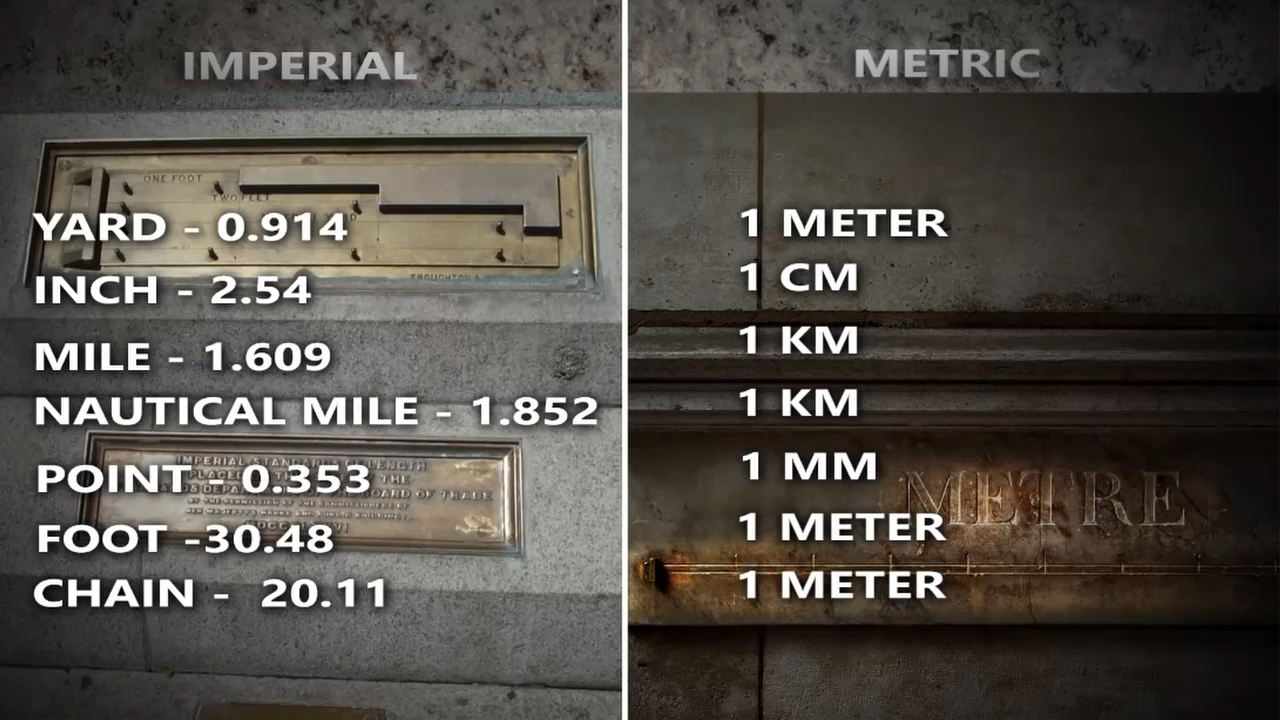 IMPERIAL
METRIC
ONE FOOT
TWO FEET
YARD - 0.914
1 METER
INCH - 2.54
1 CM
MILE - 1.609
1 KM
NAUTICAL MILE - 1.852
1 KM
IMPERIAL STANDARDS OF LENGTH
POINT - 0.353
1 MM
BOARD OF TRADE
METRE
FOOT -30.48
1 METER
CHAIN - 20.11
1 METER